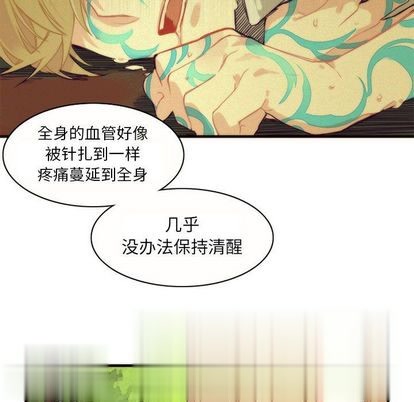 全身的血管好像
被针扎到一样
疼痛蔓延到全身
几乎
没办法保持清醒